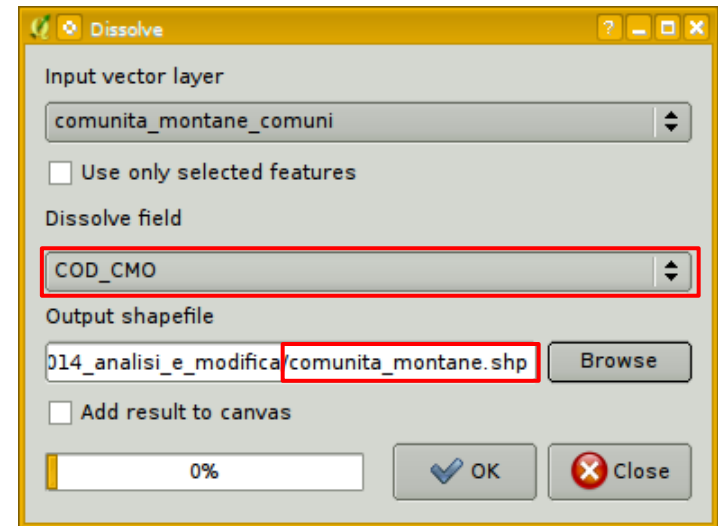 Dissolve
Input vector layer
comunita_montane_comuni
Use only selected features
Dissolve field
COD_CMO
Output shapefile
014_analisi_e_modifica/comunita_montane.shp Browse
Add result to canvas
0% OK Close